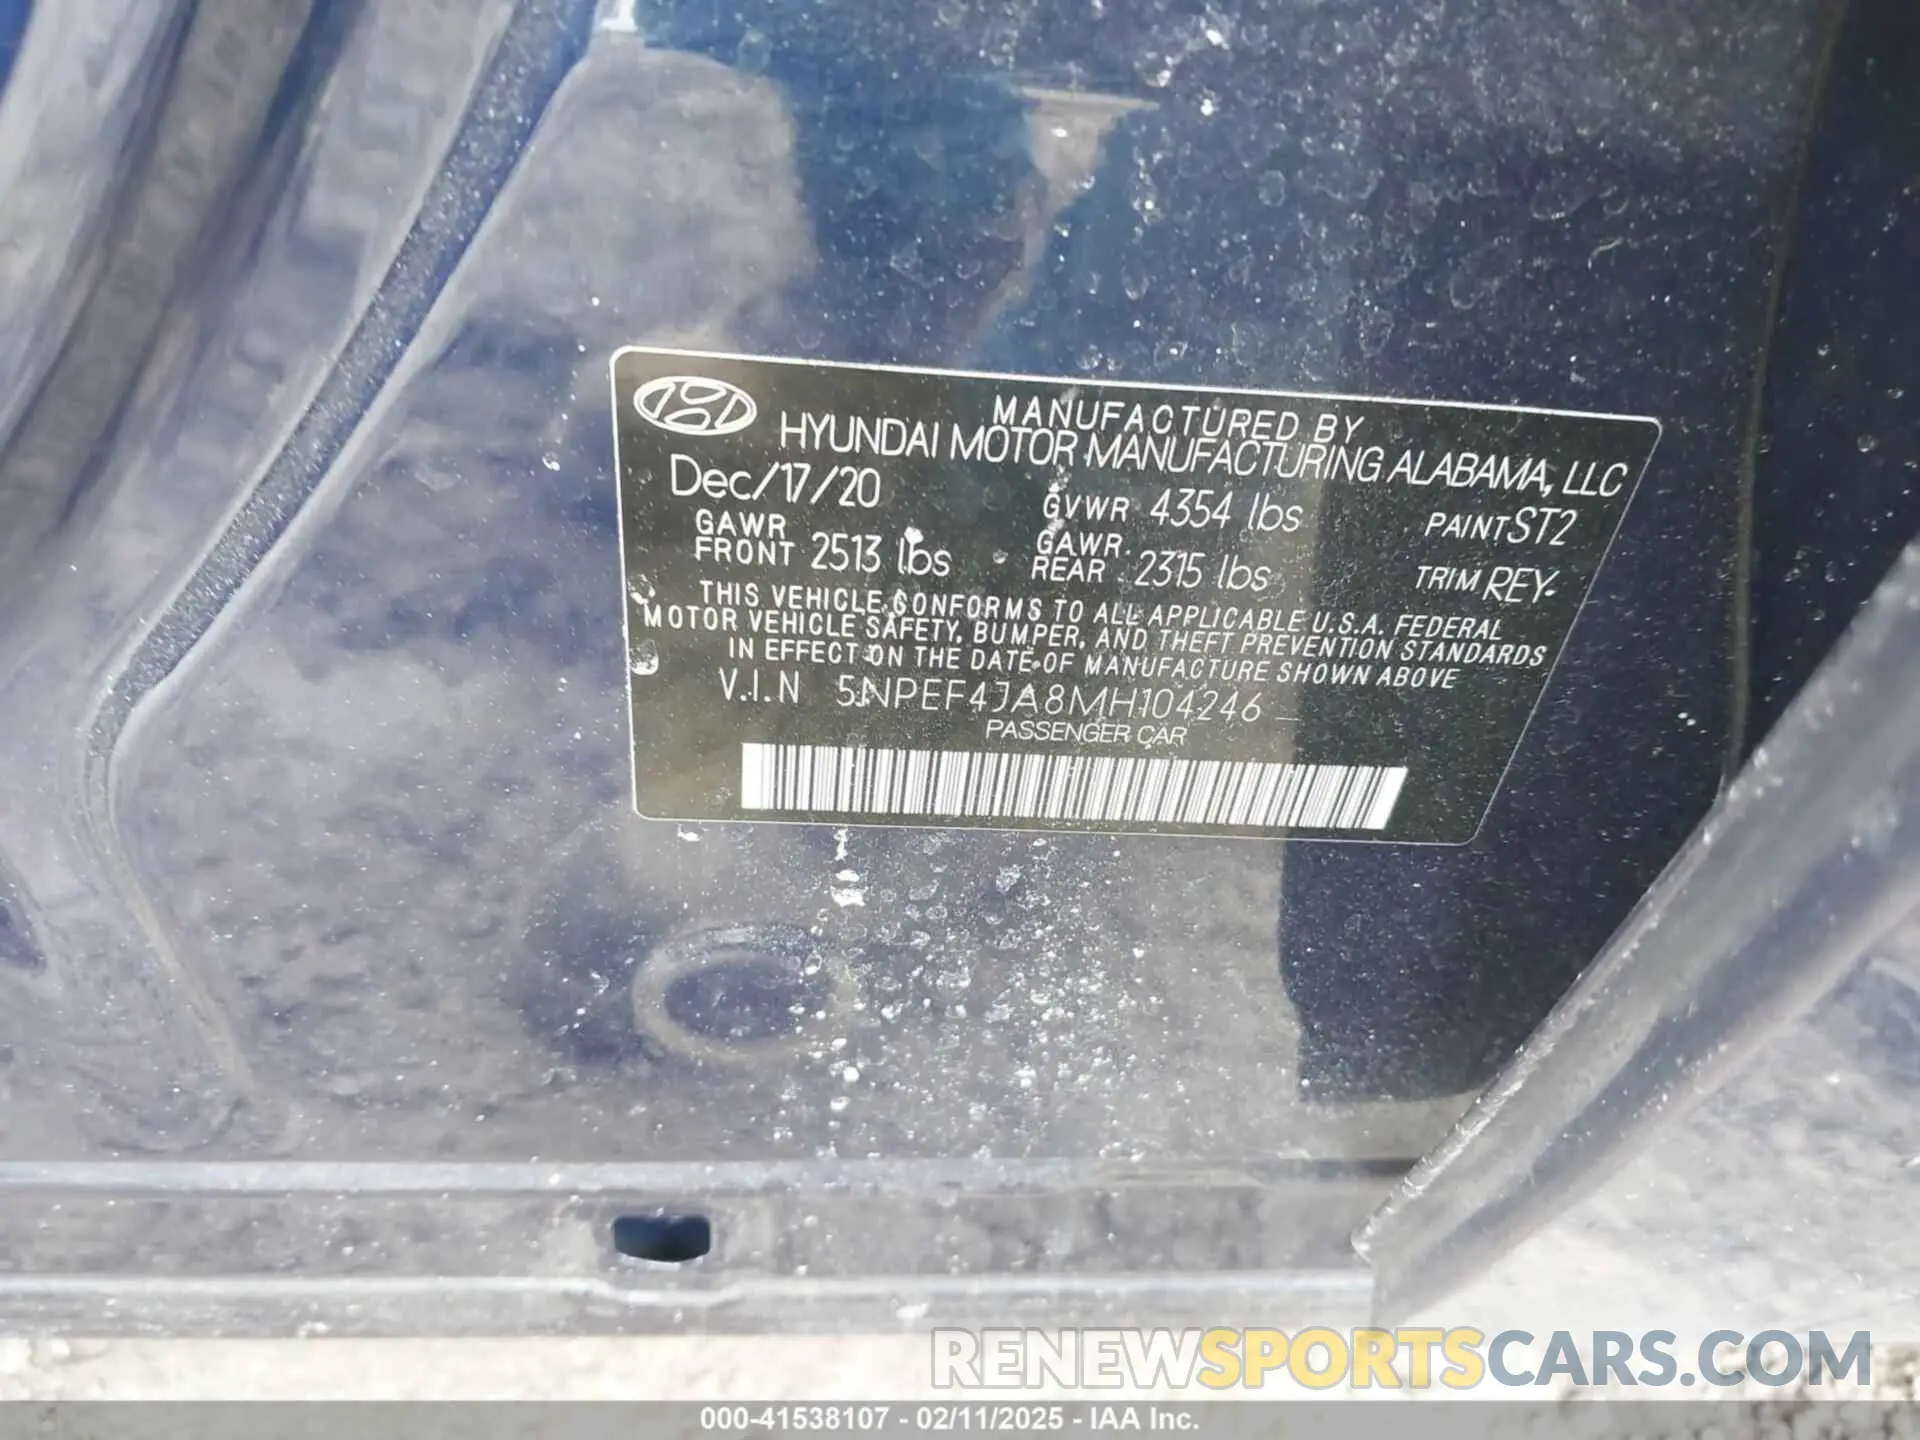 MANUFACTURED BY
HYUNDAI MOTOR MANUFACTURING ALABAMA, LLC
Dec/17/20 GVWR 4354 lbs PAINT ST2
GAWR FRONT 2513 lbs GAWR REAR 2315 lbs TRIM REY
THIS VEHICLE CONFORMS TO ALL APPLICABLE U.S.A. FEDERAL
MOTOR VEHICLE SAFETY, BUMPER, AND THEFT PREVENTION STANDARDS
IN EFFECT ON THE DATE OF MANUFACTURE SHOWN ABOVE
V.I.N 5NPEF4JA8MH104246
PASSENGER CAR
RENEWSPORTSCARS.COM
000-41538107 - 02/11/2025 - IAA Inc.